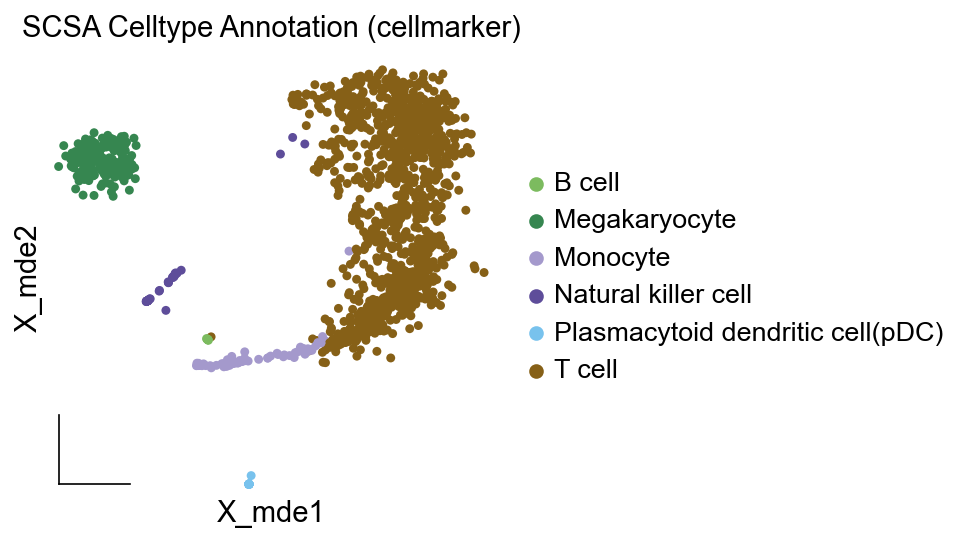 SCSA Celltype Annotation (cellmarker)
B cell
Megakaryocyte
Monocyte
Natural killer cell
Plasmacytoid dendritic cell(pDC)
T cell
X_mde2
X_mde1